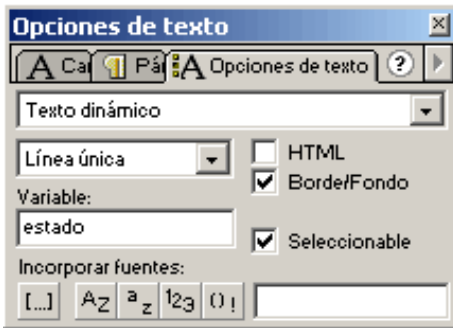 Opciones de texto
A Ca ¶ Pá A Opciones de texto ?
Texto dinámico
Línea única
HTML
Borde/Fondo
Variable:
estado
Seleccionable
Incorporar fuentes:
[...] Az az 123 ()!